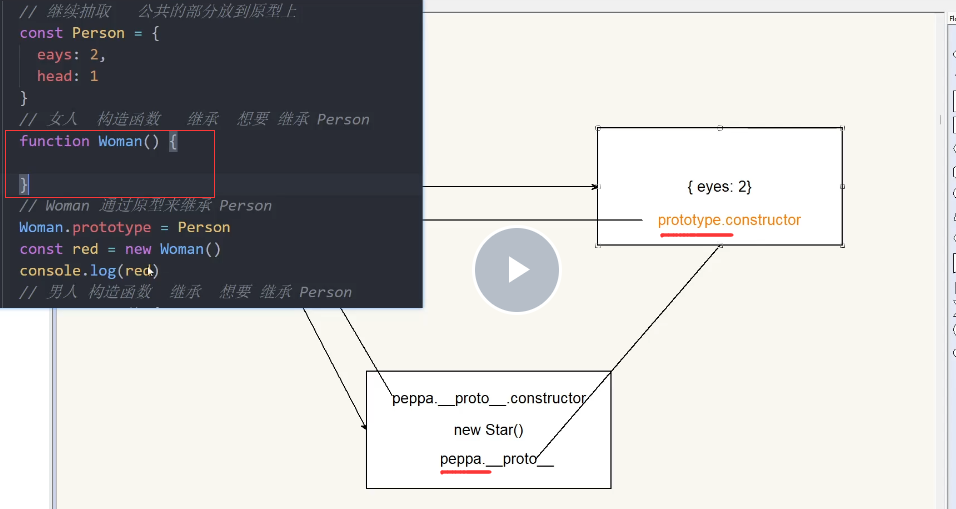 // 继续抽取   公共的部分放到原型上
const Person = {
eays: 2,
head: 1
}
// 女人  构造函数   继承  想要 继承 Person
function Woman() {
}
// Woman 通过原型来继承 Person
Woman.prototype = Person
const red = new Woman()
console.log(red)
// 男人 构造函数  继承  想要 继承 Person
{ eyes: 2}
prototype.constructor
peppa.__proto__.constructor
new Star()
peppa.__proto__